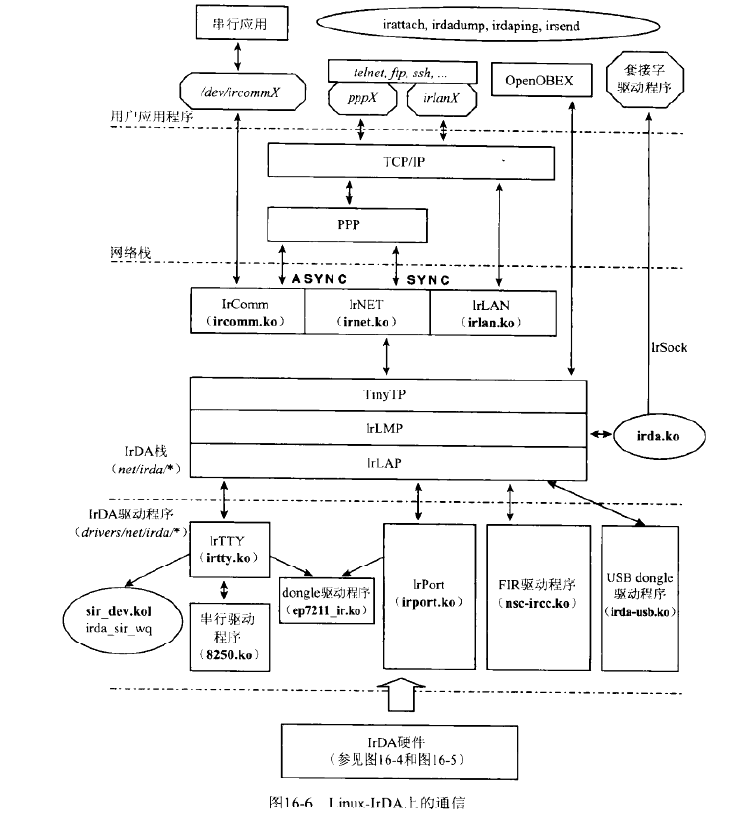 串行应用
irattach, irdadump, irdaping, irsend
/dev/ircommX
telnet, ftp, ssh, ...
pppX
irlanX
OpenOBEX
套接字
驱动程序
用户应用程序
TCP/IP
PPP
网络栈
ASYNC
SYNC
IrComm
(ircomm.ko)
IrNET
(irnet.ko)
IrLAN
(irlan.ko)
IrSock
TinyTP
IrLMP
IrLAP
irda.ko
IrDA栈
(net/irda/*)
IrDA驱动程序
(drivers/net/irda/*)
IrTTY
(irtty.ko)
sir_dev.kol
irda_sir_wq
串行驱动
程序
(8250.ko)
dongle驱动程序
(ep7211_ir.ko)
IrPort
(irport.ko)
FIR驱动程序
(nsc-ircc.ko)
USB dongle
驱动程序
(irda-usb.ko)
IrDA硬件
(参见图16-4和图16-5)
图16-6 Linux-IrDA上的通信